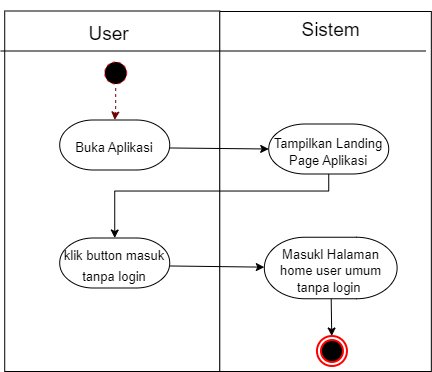 User
Sistem
Buka Aplikasi
Tampilkan Landing
Page Aplikasi
klik button masuk
tanpa login
Masukl Halaman
home user umum
tanpa login